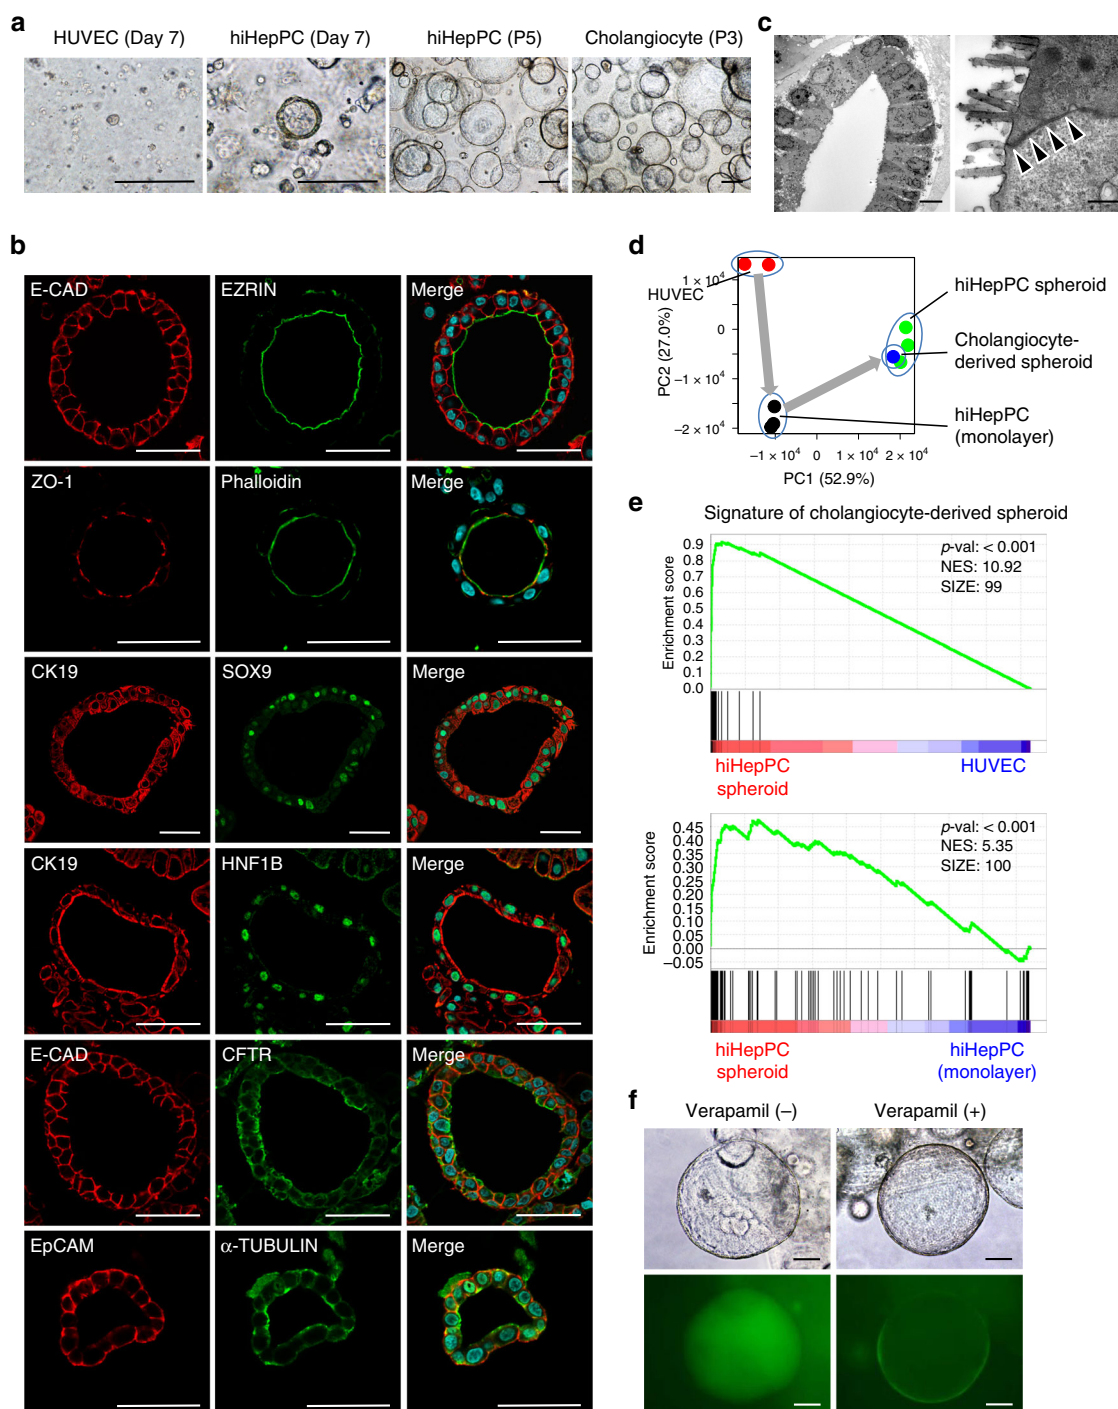 a
HUVEC (Day 7)
hiHepPC (Day 7)
hiHepPC (P5)
Cholangiocyte (P3)
b
E-CAD
EZRIN
Merge
ZO-1
Phalloidin
Merge
CK19
SOX9
Merge
CK19
HNF1B
Merge
E-CAD
CFTR
Merge
EpCAM
α-TUBULIN
Merge
c
d
PC2 (27.0%)
1 × 10⁴
0
−1 × 10⁴
−2 × 10⁴
−1 × 10⁴
0
1 × 10⁴
2 × 10⁴
PC1 (52.9%)
HUVEC
hiHepPC spheroid
Cholangiocyte-
derived spheroid
hiHepPC
(monolayer)
e
Signature of cholangiocyte-derived spheroid
Enrichment score
0.9
0.8
0.7
0.6
0.5
0.4
0.3
0.2
0.1
0.0
p-val: < 0.001
NES: 10.92
SIZE: 99
hiHepPC
spheroid
HUVEC
Enrichment score
0.45
0.40
0.35
0.30
0.25
0.20
0.15
0.10
0.05
0.00
−0.05
p-val: < 0.001
NES: 5.35
SIZE: 100
hiHepPC
spheroid
hiHepPC
(monolayer)
f
Verapamil (–)
Verapamil (+)